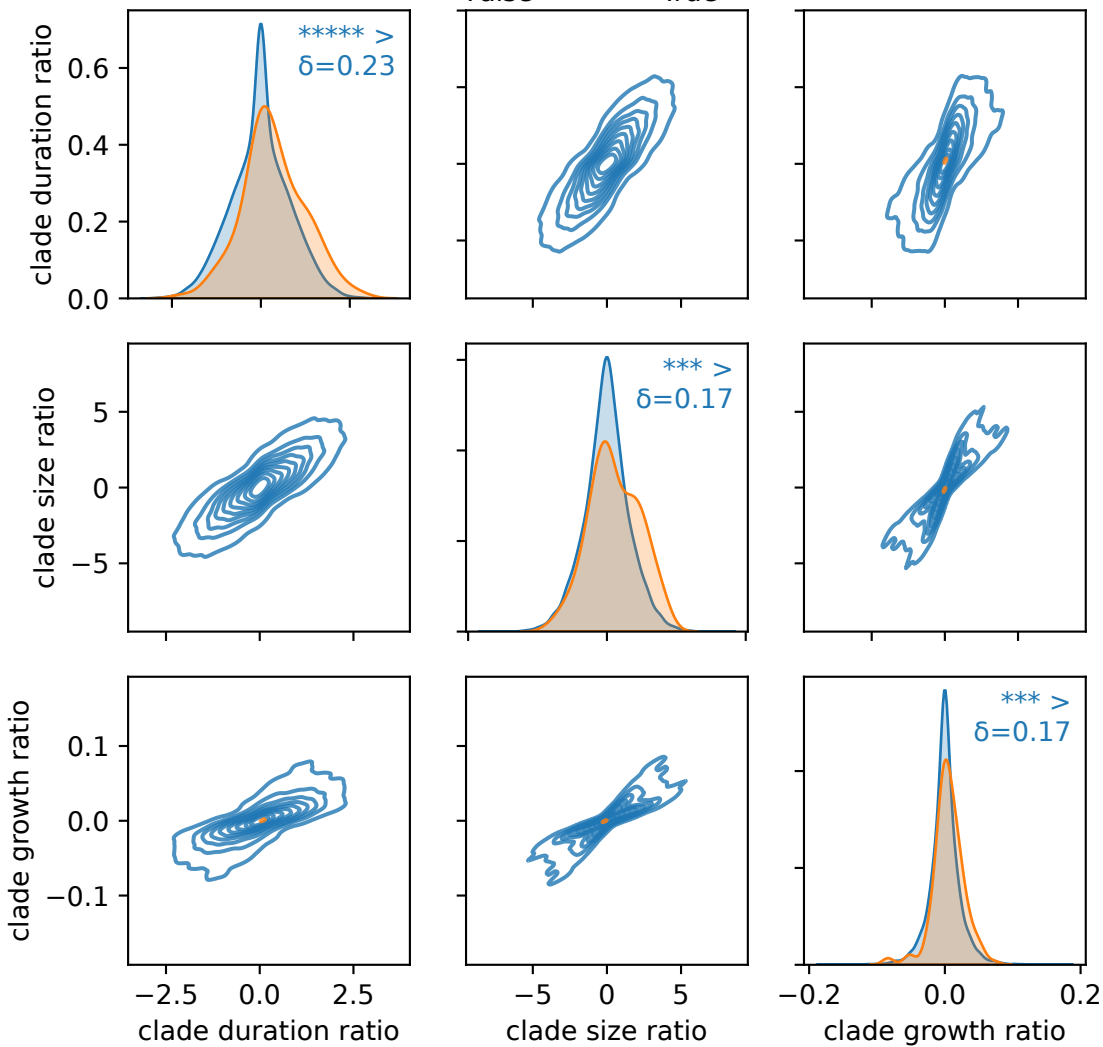 ***** >
δ=0.23
clade duration ratio
0.6
0.4
0.2
0.0
*** >
δ=0.17
clade size ratio
5
0
−5
*** >
δ=0.17
clade growth ratio
0.1
0.0
−0.1
−2.5 0.0 2.5
−5 0 5
−0.2 0.0 0.2
clade duration ratio
clade size ratio
clade growth ratio